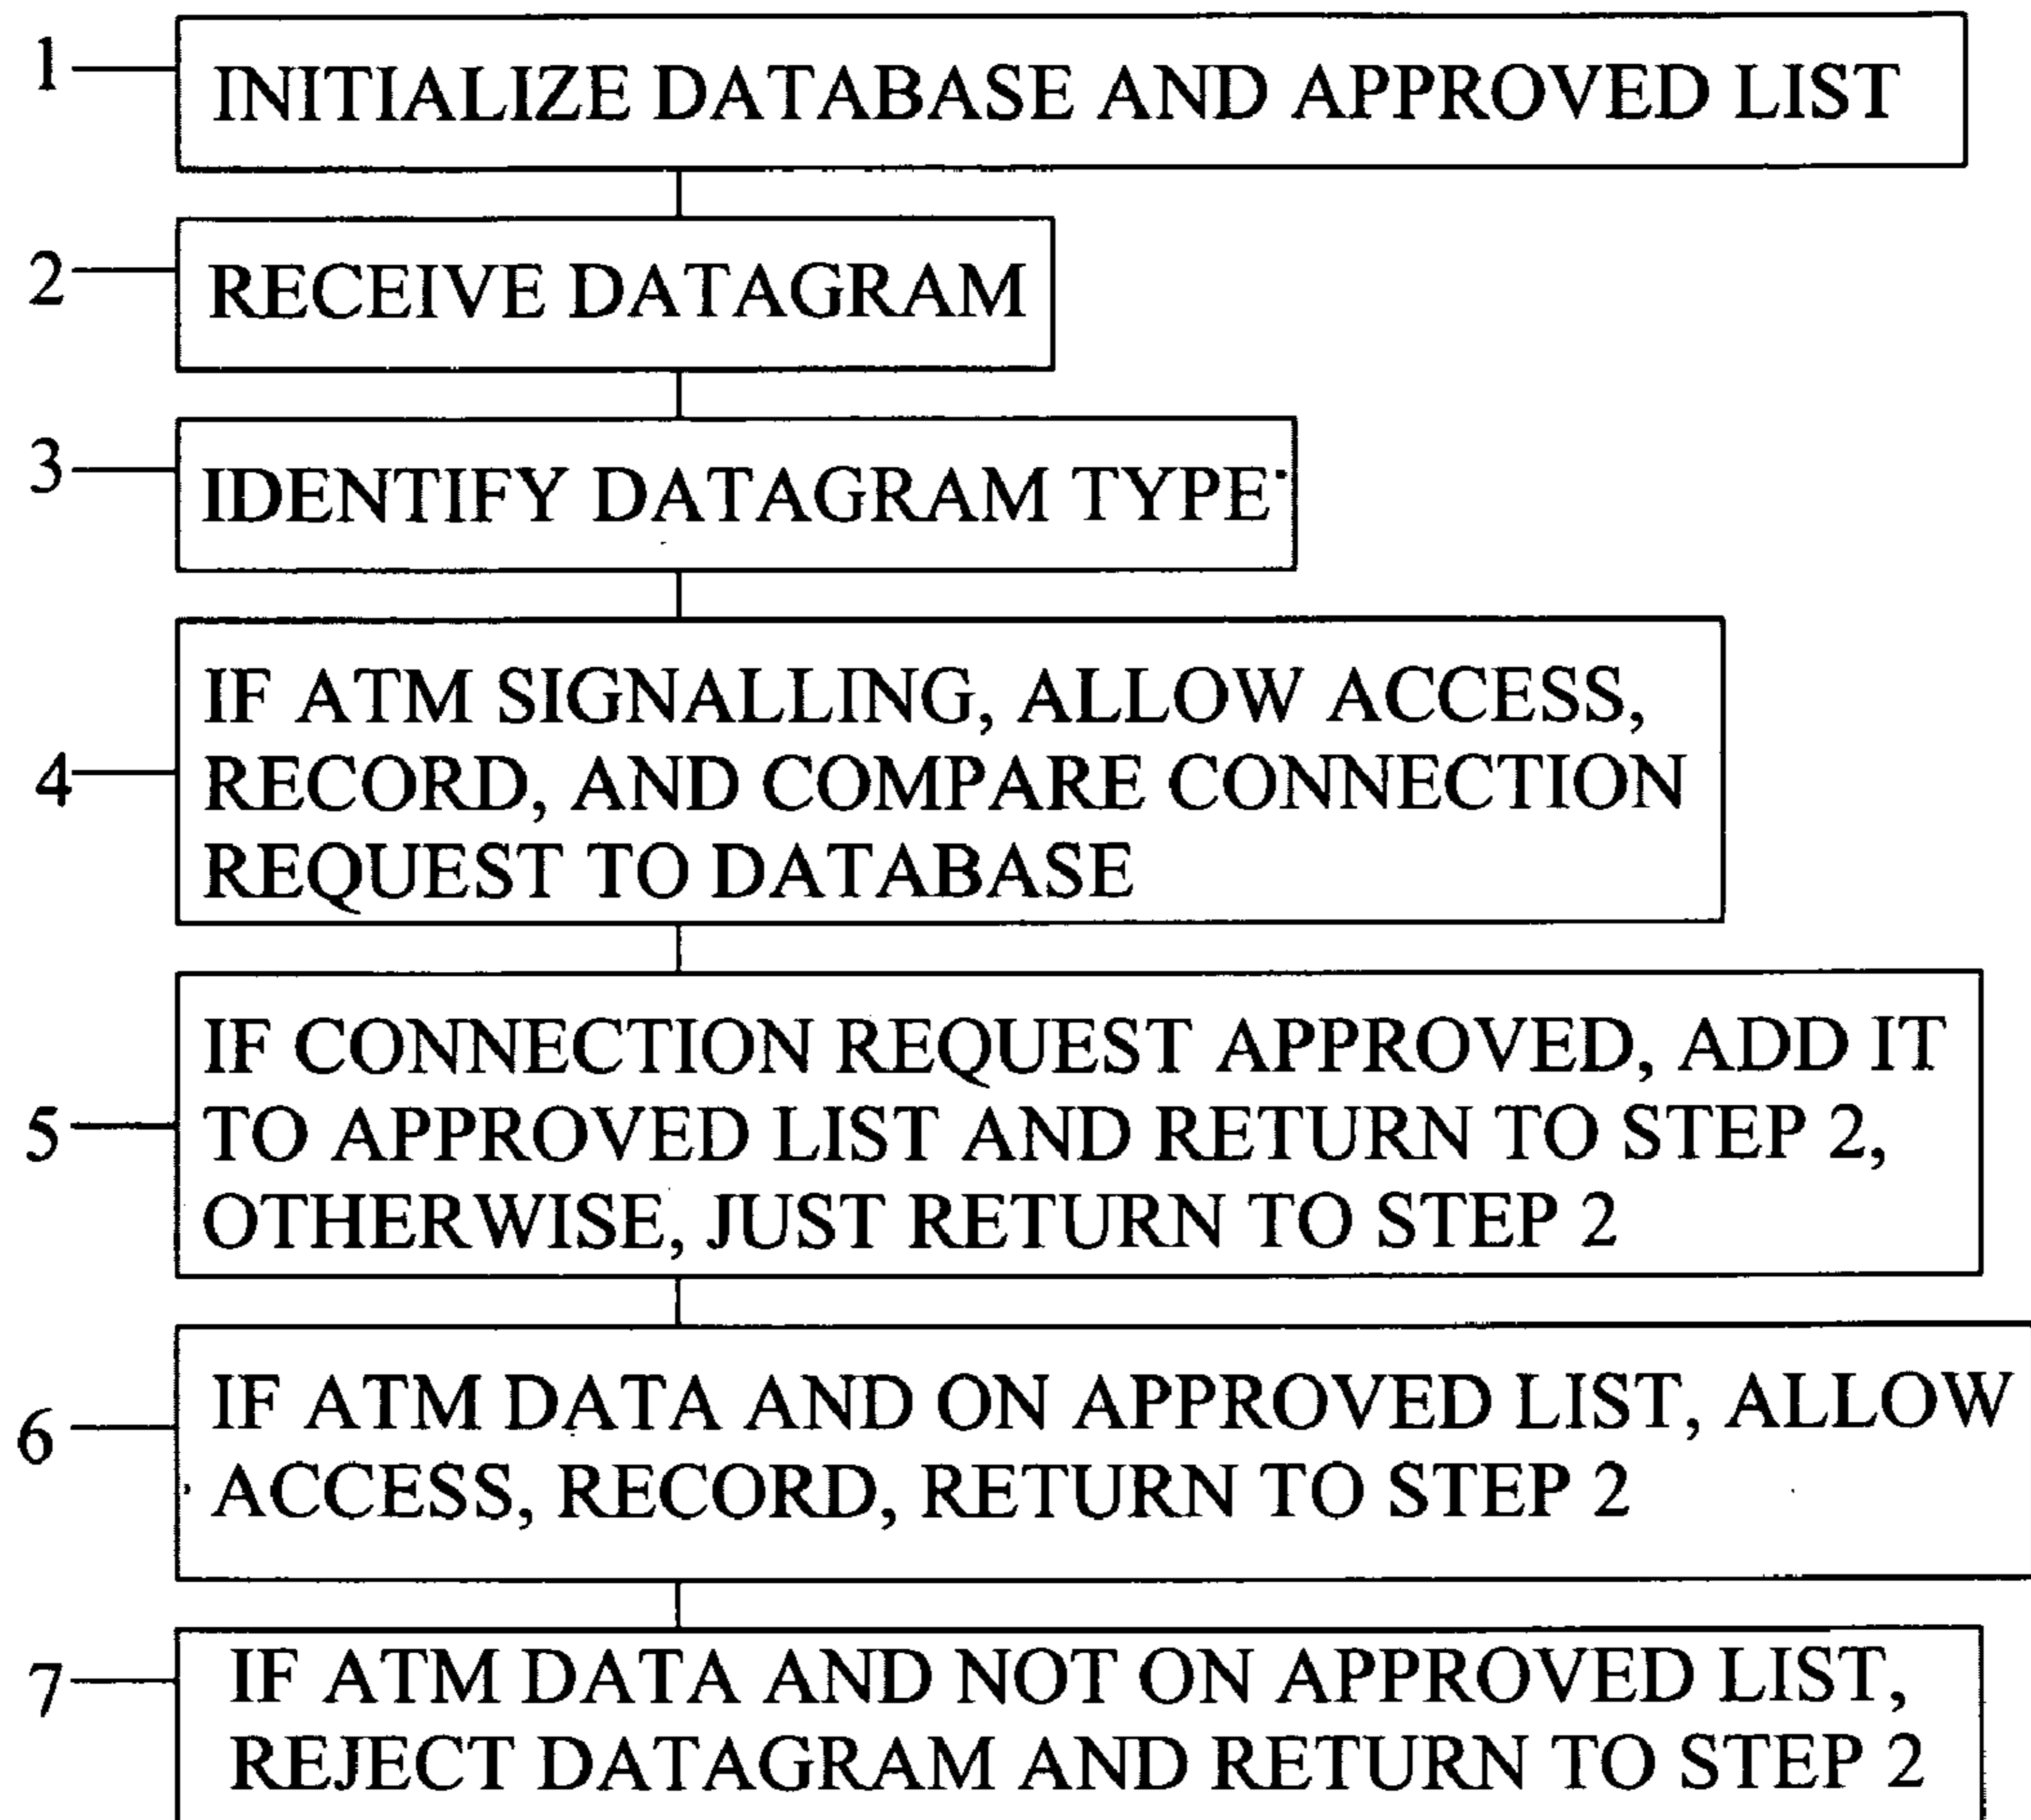 1 INITIALIZE DATABASE AND APPROVED LIST
2 RECEIVE DATAGRAM
3 IDENTIFY DATAGRAM TYPE
IF ATM SIGNALLING, ALLOW ACCESS,
4 RECORD, AND COMPARE CONNECTION
REQUEST TO DATABASE
IF CONNECTION REQUEST APPROVED, ADD IT
5 TO APPROVED LIST AND RETURN TO STEP 2,
OTHERWISE, JUST RETURN TO STEP 2
6 IF ATM DATA AND ON APPROVED LIST, ALLOW
ACCESS, RECORD, RETURN TO STEP 2
7 IF ATM DATA AND NOT ON APPROVED LIST,
REJECT DATAGRAM AND RETURN TO STEP 2